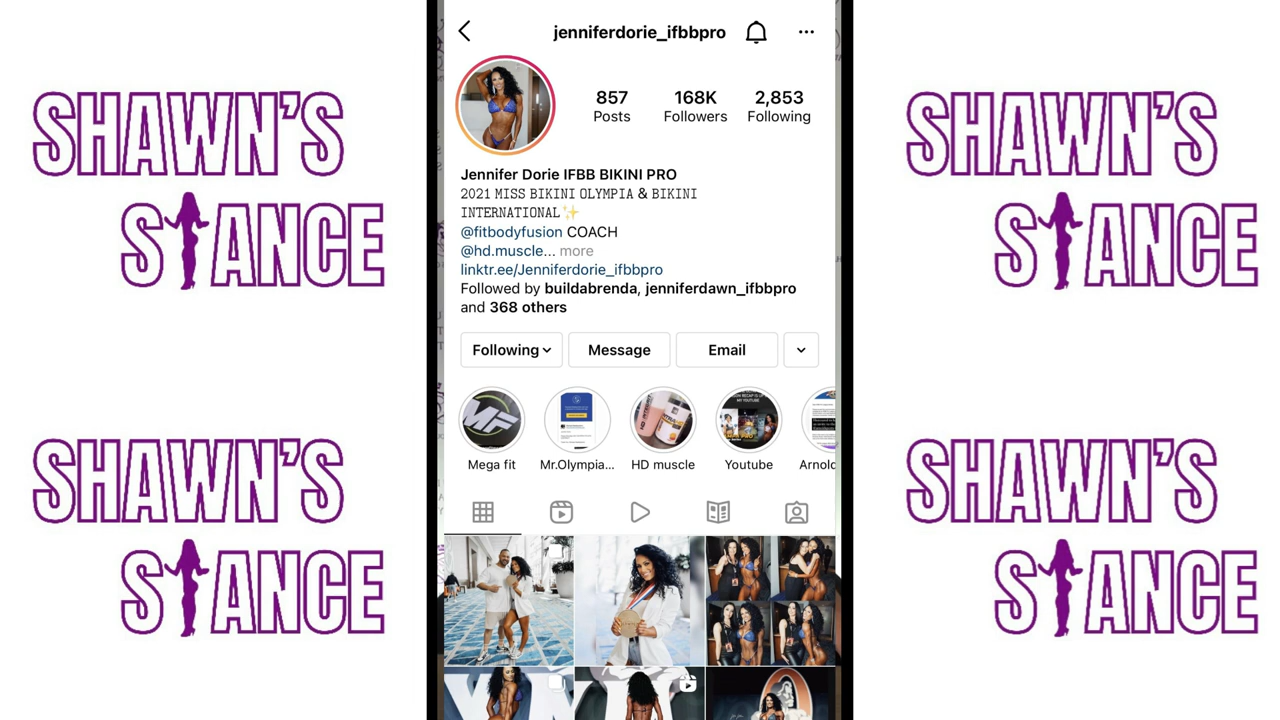 SHAWN'S
STANCE
SHAWN'S
STANCE
jenniferdorie_ifbbpro
857
Posts
168K
Followers
2,853
Following
Jennifer Dorie IFBB BIKINI PRO
2021 MISS BIKINI OLYMPIA & BIKINI
INTERNATIONAL✨
@fitbodyfusion COACH
@hd.muscle... more
linktr.ee/Jenniferdorie_ifbbpro
Followed by buildabrenda, jenniferdawn_ifbbpro
and 368 others
Following
Message
Email
MF
Mega fit
Mr.Olympia...
HD muscle
Youtube
Arnold
SHAWN'S
STANCE
SHAWN'S
STANCE